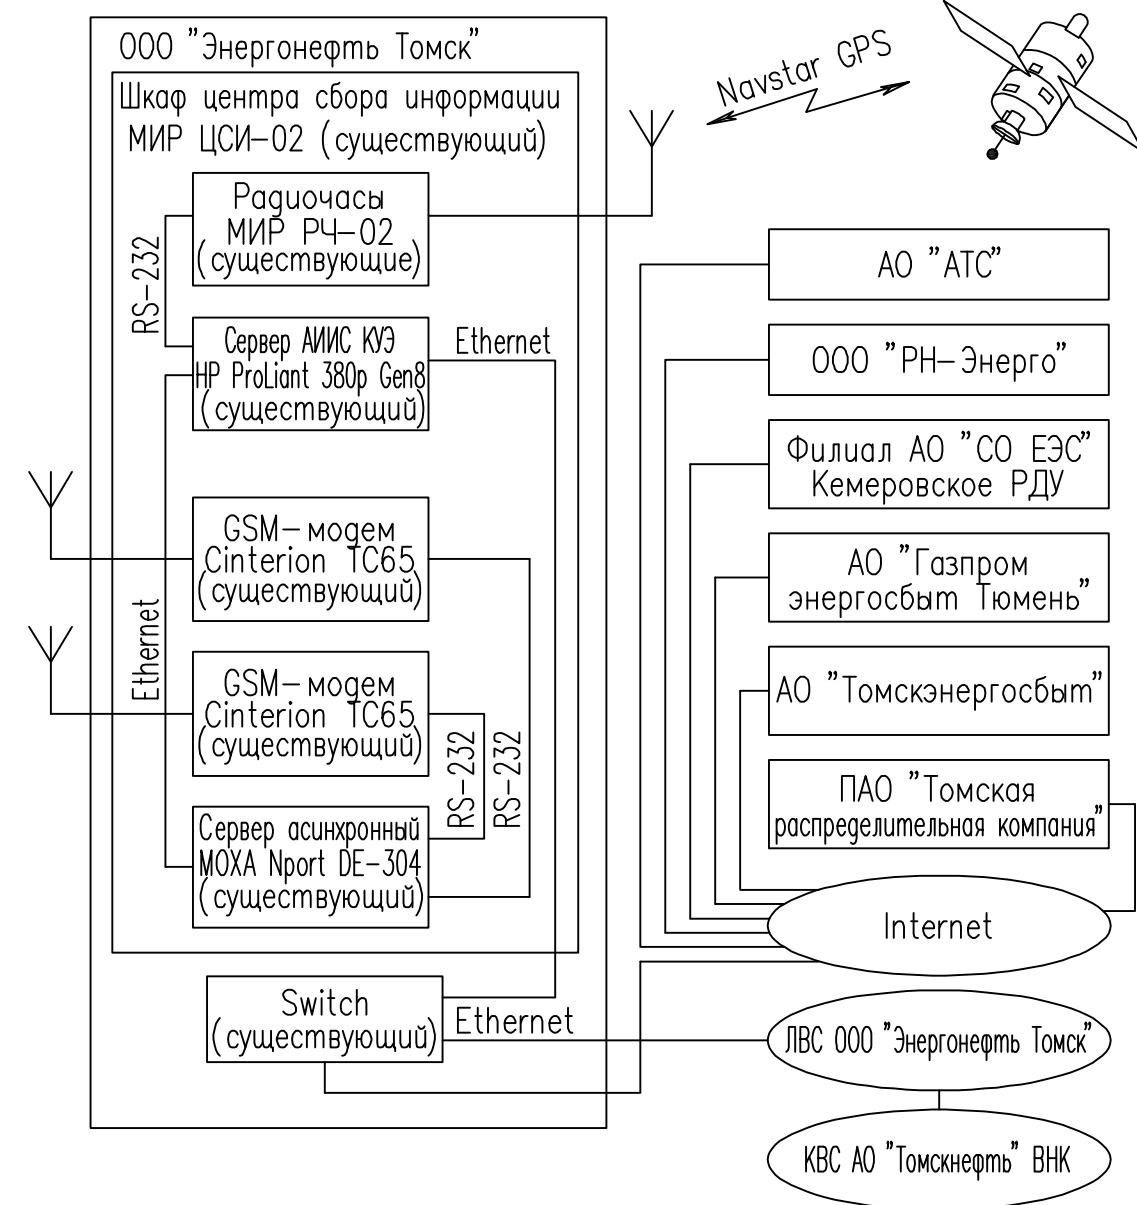 ООО "Энергонефть Томск"
Шкаф центра сбора информации
МИР ЦСИ-02 (существующий)
Радиочасы
МИР РЧ-02
(существующие)
RS-232
Сервер АИИС КУЭ
HP ProLiant 380p Gen8
(существующий)
Ethernet
GSM-модем
Cinterion TC65
(существующий)
Ethernet
GSM-модем
Cinterion TC65
(существующий)
RS-232
RS-232
Сервер асинхронный
MOXA Nport DE-304
(существующий)
Switch
(существующий)
Ethernet
Navstar GPS
АО "АТС"
ООО "РН-Энерго"
Филиал АО "СО ЕЭС"
Кемеровское РДУ
АО "Газпром
энергосбыт Тюмень"
АО "Томскэнергосбыт"
ПАО "Томская
распределительная компания"
Internet
ЛВС ООО "Энергонефть Томск"
КВС АО "Томскнефть" ВНК